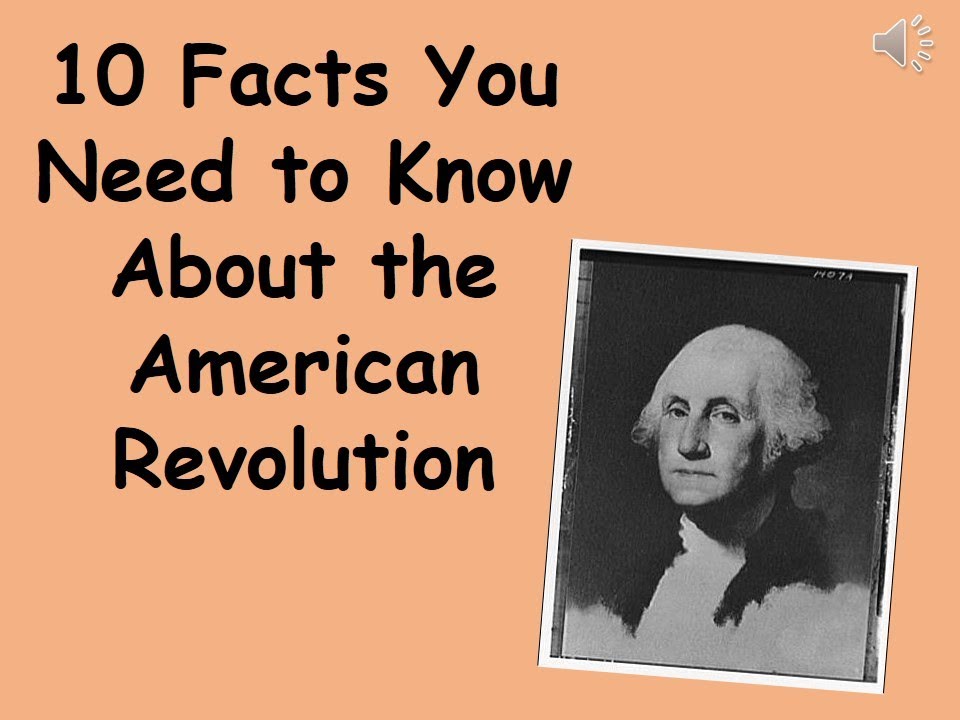 10 Facts You
Need to Know
About the
American
Revolution